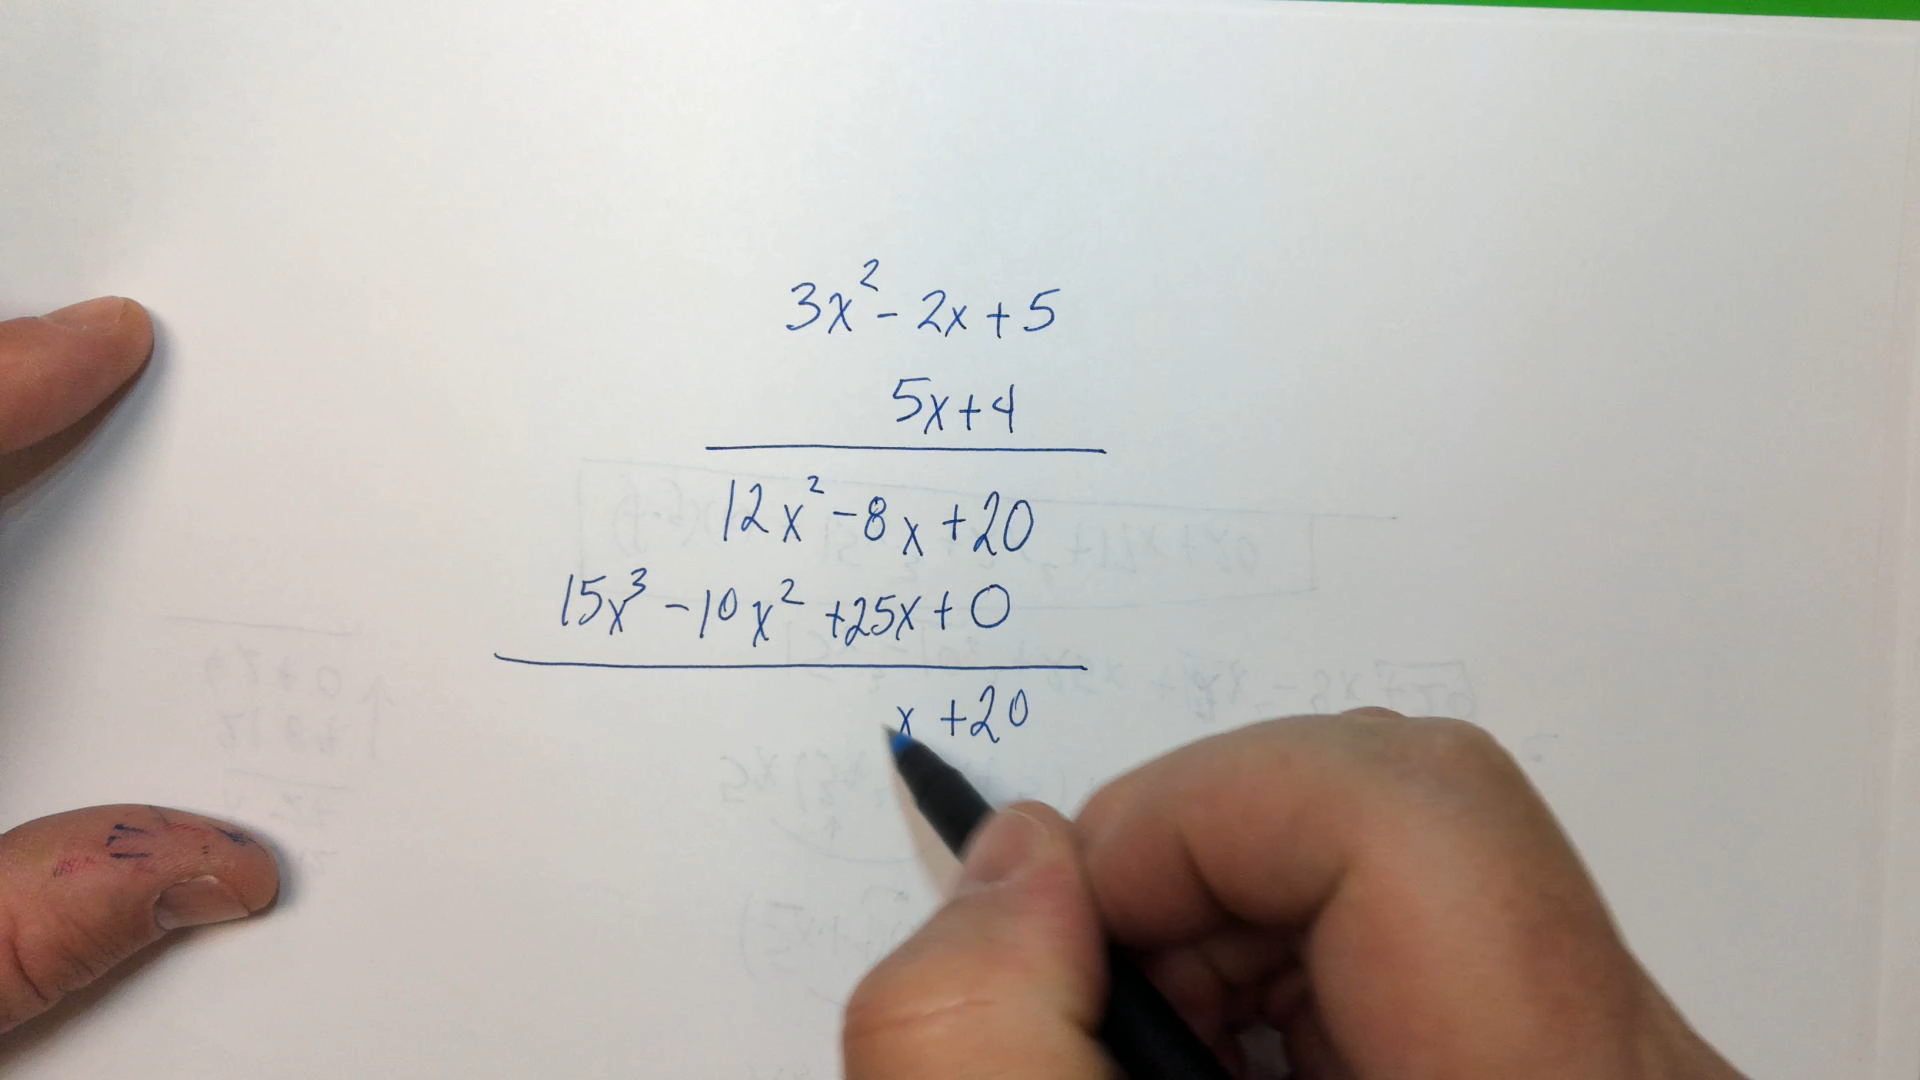 3x² - 2x + 5
5x + 4
12x² - 8x + 20
15x³ - 10x² + 25x + 0
x + 20